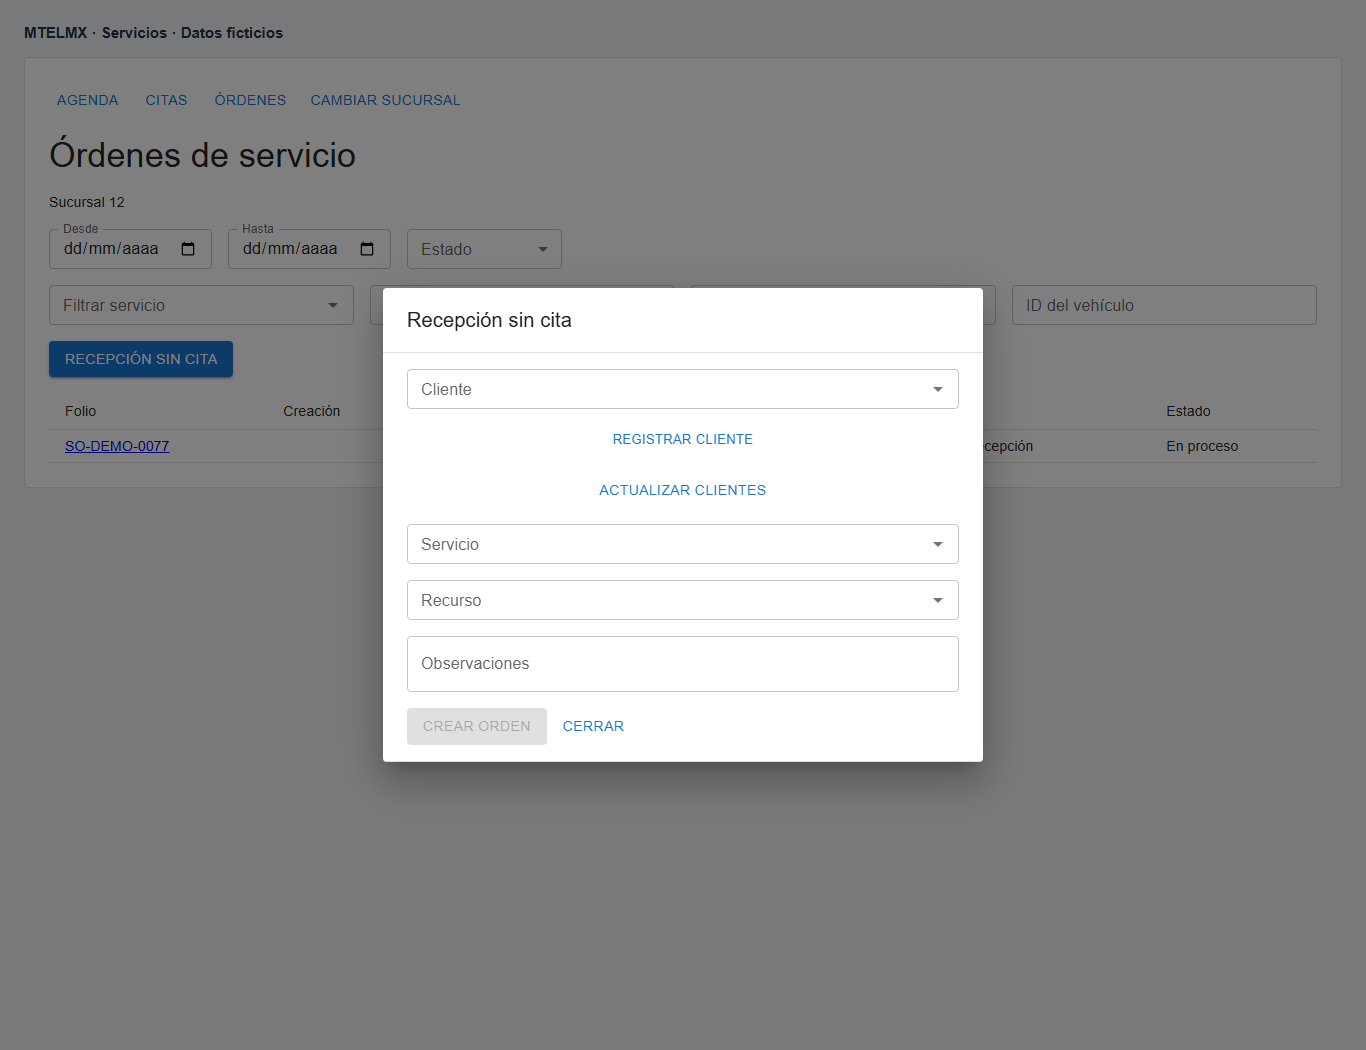 MTELMX · Servicios · Datos ficticios
AGENDA CITAS ÓRDENES CAMBIAR SUCURSAL
Órdenes de servicio
Sucursal 12
Desde Hasta
dd/mm/aaaa dd/mm/aaaa Estado
Filtrar servicio ID del vehículo
RECEPCIÓN SIN CITA
Folio Creación Estado
SO-DEMO-0077 En proceso
Recepción sin cita
Cliente
REGISTRAR CLIENTE
ACTUALIZAR CLIENTES
Servicio
Recurso
Observaciones
CREAR ORDEN CERRAR